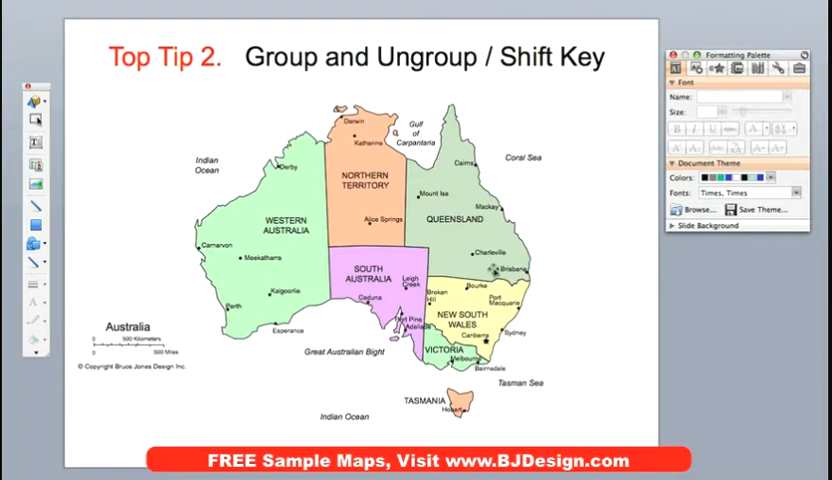 Top Tip 2. Group and Ungroup / Shift Key
Formatting Palette
Font
Name:
Size:
Document Theme
Colors:
Fonts: Times, Times
Browse... Save Theme...
Slide Background
Darwin
Katherine
Gulf
of
Carpantaria
Indian
Ocean
Derby
Cairns
Coral Sea
NORTHERN
TERRITORY
Mount Isa
Mackay
WESTERN
AUSTRALIA
Alice Springs
QUEENSLAND
Carnarvon
Meekatharra
Charleville
SOUTH
AUSTRALIA
Leigh
Creek
Brisbane
Kalgoorlie
Ceduna
Broken
Hill
Bourke
Port
Macquarie
Perth
Port Pirie
Adelaide
NEW SOUTH
WALES
Esperance
Canberra
Sydney
Australia
0 500 Kilometers
0 500 Miles
© Copyright Bruce Jones Design Inc.
Great Australian Bight
VICTORIA
Melbourne
Bairnsdale
Tasman Sea
TASMANIA
Hobart
Indian Ocean
FREE Sample Maps, Visit www.BJDesign.com